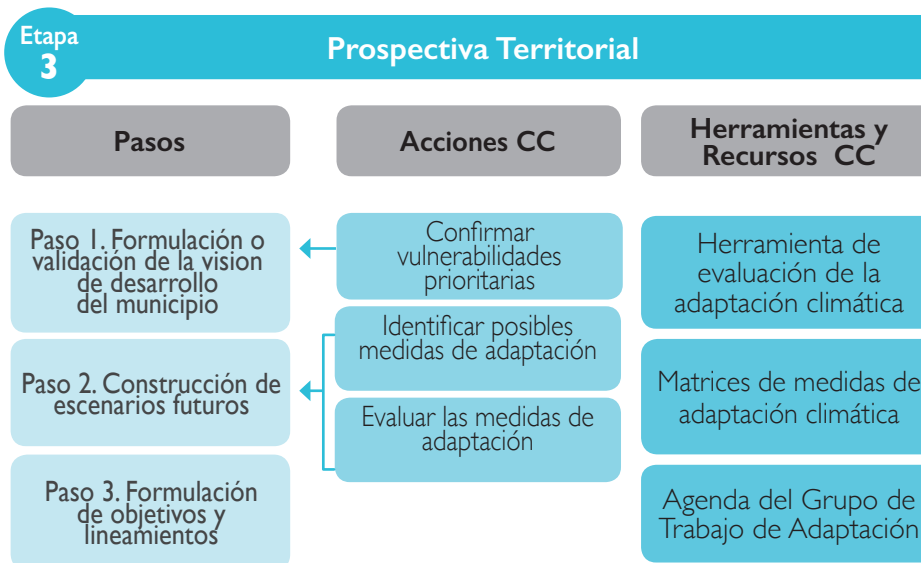 Etapa
3
Prospectiva Territorial
Pasos
Acciones CC
Herramientas y
Recursos CC
Paso 1. Formulación o
validación de la vision
de desarrollo
del municipio
Paso 2. Construcción de
escenarios futuros
Paso 3. Formulación
de objetivos y
lineamientos
Confirmar
vulnerabilidades
prioritarias
Identificar posibles
medidas de adaptación
Evaluar las medidas de
adaptación
Herramienta de
evaluación de la
adaptación climática
Matrices de medidas de
adaptación climática
Agenda del Grupo de
Trabajo de Adaptación